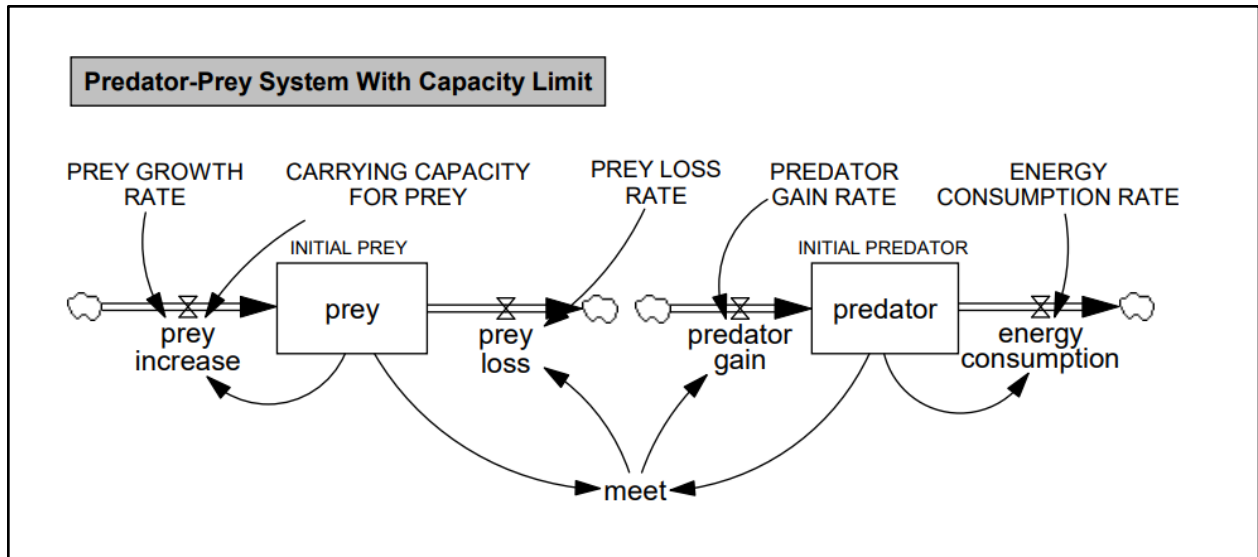 Predator-Prey System With Capacity Limit
PREY GROWTH
RATE
CARRYING CAPACITY
FOR PREY
PREY LOSS
RATE
PREDATOR
GAIN RATE
ENERGY
CONSUMPTION RATE
INITIAL PREY
INITIAL PREDATOR
prey
predator
prey
increase
prey
loss
predator
gain
energy
consumption
meet